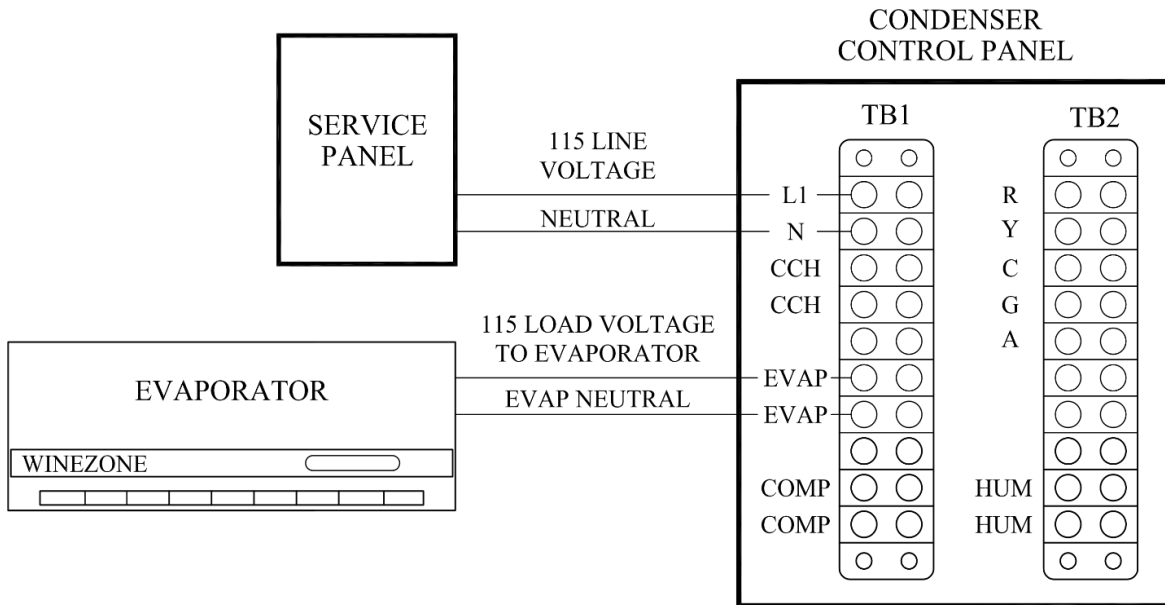 CONDENSER
CONTROL PANEL
SERVICE
PANEL
115 LINE
VOLTAGE
NEUTRAL
TB1
TB2
L1
R
N
Y
CCH
C
CCH
G
A
115 LOAD VOLTAGE
TO EVAPORATOR
EVAP
EVAP NEUTRAL
EVAP
EVAPORATOR
WINEZONE
COMP
HUM
COMP
HUM